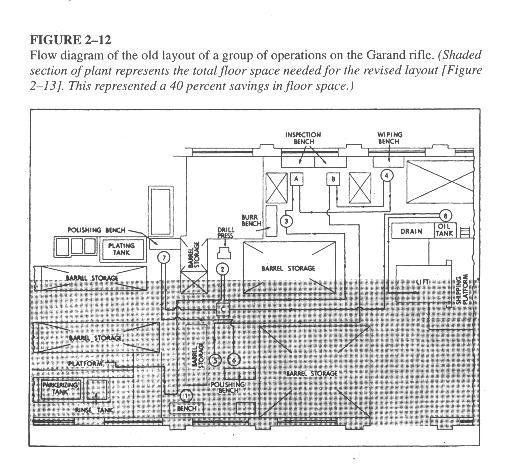 FIGURE 2–12
Flow diagram of the old layout of a group of operations on the Garand rifle. (Shaded
section of plant represents the total floor space needed for the revised layout [Figure
2–13]. This represented a 40 percent savings in floor space.)
INSPECTION
BENCH
WIPING
BENCH
A
B
4
3
8
BURR
BENCH
DRAIN
OIL
TANK
POLISHING BENCH
DRILL
PRESS
PLATING
TANK
7
BARREL
STORAGE
2
BARREL STORAGE
BARREL STORAGE
LIFT
SHIPPING
PLATFORM
C
BARREL STORAGE
BARREL
STORAGE
5
6
PLATFORM
BARREL STORAGE
PARKERIZING
TANK
POLISHING
BENCH
RINSE TANK
1
BENCH